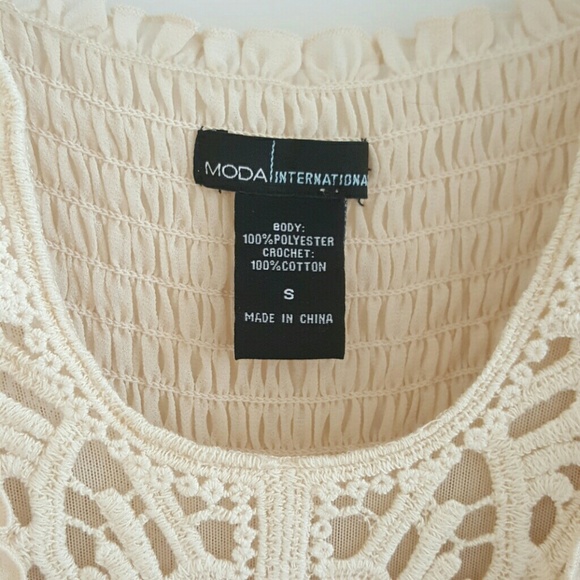 MODA INTERNATIONA
BODY:
100%POLYESTER
CROCHET:
100%COTTON
S
MADE IN CHINA